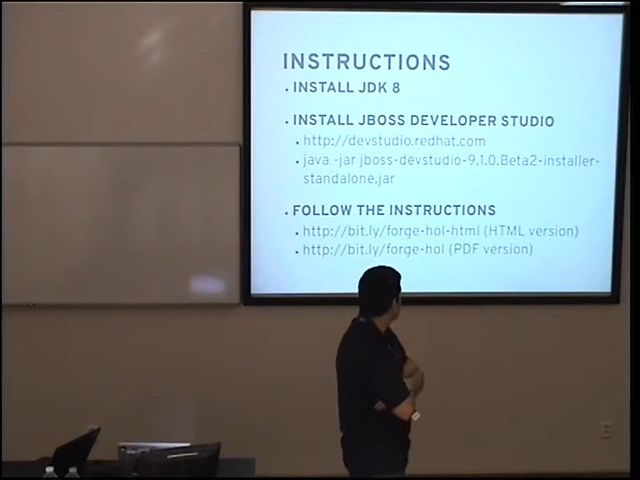 INSTRUCTIONS
• INSTALL JDK 8
• INSTALL JBOSS DEVELOPER STUDIO
• http://devstudio.redhat.com
• java -jar jboss-devstudio-9.1.0.Beta2-installer-
standalone.jar
• FOLLOW THE INSTRUCTIONS
• http://bit.ly/forge-hol-html (HTML version)
• http://bit.ly/forge-hol (PDF version)